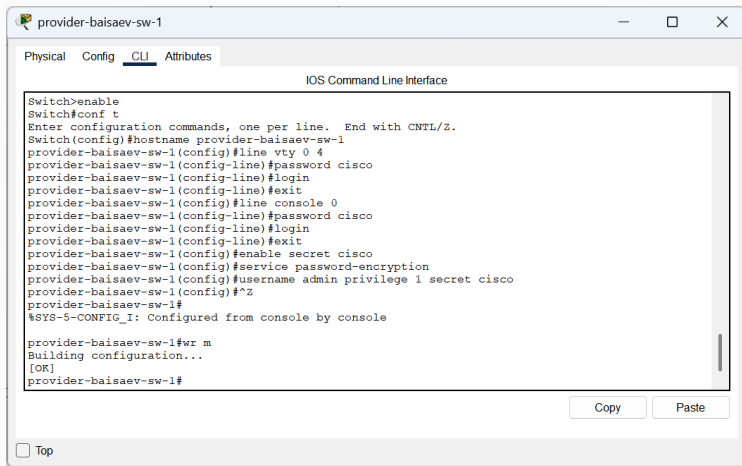 provider-baisaev-sw-1
Physical Config CLI Attributes
IOS Command Line Interface
Switch>enable
Switch#conf t
Enter configuration commands, one per line.  End with CNTL/Z.
Switch(config)#hostname provider-baisaev-sw-1
provider-baisaev-sw-1(config)#line vty 0 4
provider-baisaev-sw-1(config-line)#password cisco
provider-baisaev-sw-1(config-line)#login
provider-baisaev-sw-1(config-line)#exit
provider-baisaev-sw-1(config)#line console 0
provider-baisaev-sw-1(config-line)#password cisco
provider-baisaev-sw-1(config-line)#login
provider-baisaev-sw-1(config-line)#exit
provider-baisaev-sw-1(config)#enable secret cisco
provider-baisaev-sw-1(config)#service password-encryption
provider-baisaev-sw-1(config)#username admin privilege 1 secret cisco
provider-baisaev-sw-1(config)#^Z
provider-baisaev-sw-1#
%SYS-5-CONFIG_I: Configured from console by console
provider-baisaev-sw-1#wr m
Building configuration...
[OK]
provider-baisaev-sw-1#
Copy Paste
Top